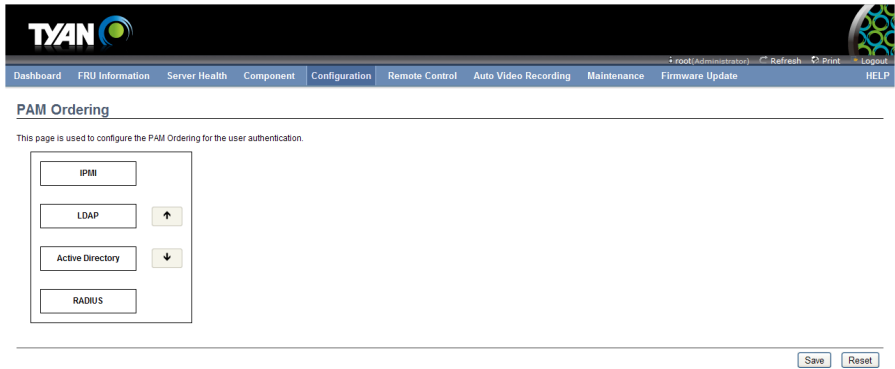 TYAN
root(Administrator) Refresh Print Logout
Dashboard FRU Information Server Health Component Configuration Remote Control Auto Video Recording Maintenance Firmware Update HELP
PAM Ordering
This page is used to configure the PAM Ordering for the user authentication.
IPMI
LDAP
Active Directory
RADIUS
Save Reset